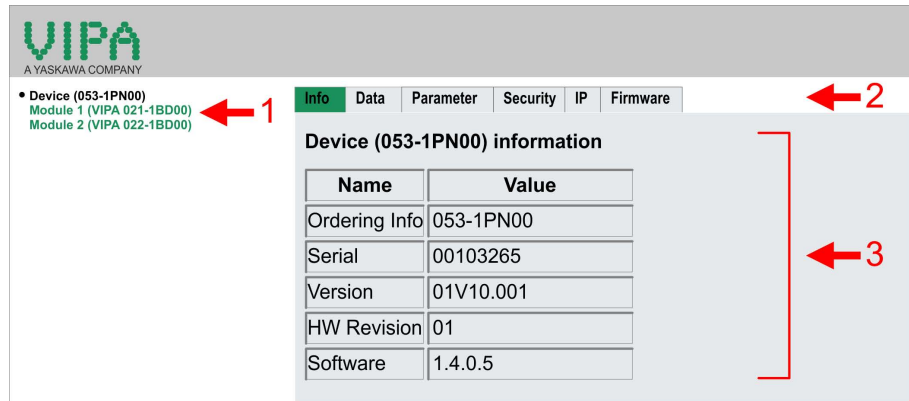 VIPA
A YASKAWA COMPANY
• Device (053-1PN00)
Module 1 (VIPA 021-1BD00)
Module 2 (VIPA 022-1BD00)
1
Info Data Parameter Security IP Firmware
2
Device (053-1PN00) information
Name Value
Ordering Info 053-1PN00
Serial 00103265
Version 01V10.001
HW Revision 01
Software 1.4.0.5
3